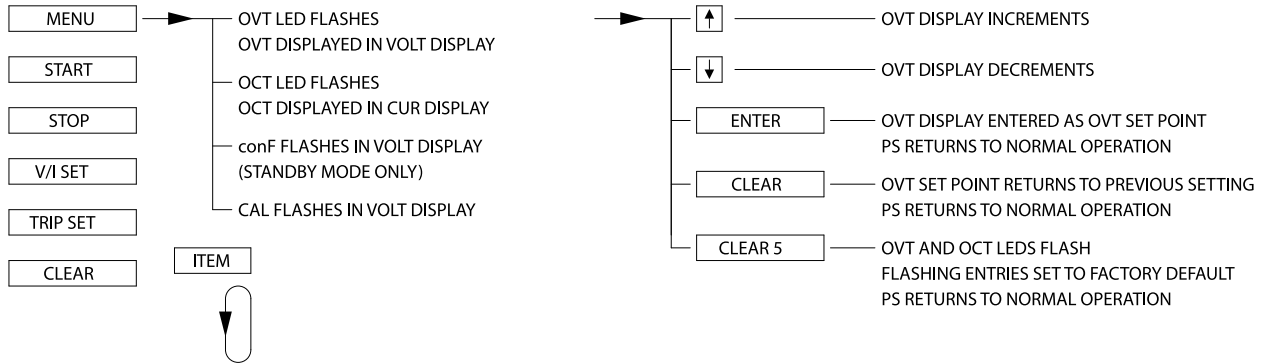 MENU
START
STOP
V/I SET
TRIP SET
CLEAR
OVT LED FLASHES
OVT DISPLAYED IN VOLT DISPLAY
OCT LED FLASHES
OCT DISPLAYED IN CUR DISPLAY
conF FLASHES IN VOLT DISPLAY
(STANDBY MODE ONLY)
CAL FLASHES IN VOLT DISPLAY
ITEM
OVT DISPLAY INCREMENTS
OVT DISPLAY DECREMENTS
ENTER
OVT DISPLAY ENTERED AS OVT SET POINT
PS RETURNS TO NORMAL OPERATION
CLEAR
OVT SET POINT RETURNS TO PREVIOUS SETTING
PS RETURNS TO NORMAL OPERATION
CLEAR 5
OVT AND OCT LEDS FLASH
FLASHING ENTRIES SET TO FACTORY DEFAULT
PS RETURNS TO NORMAL OPERATION